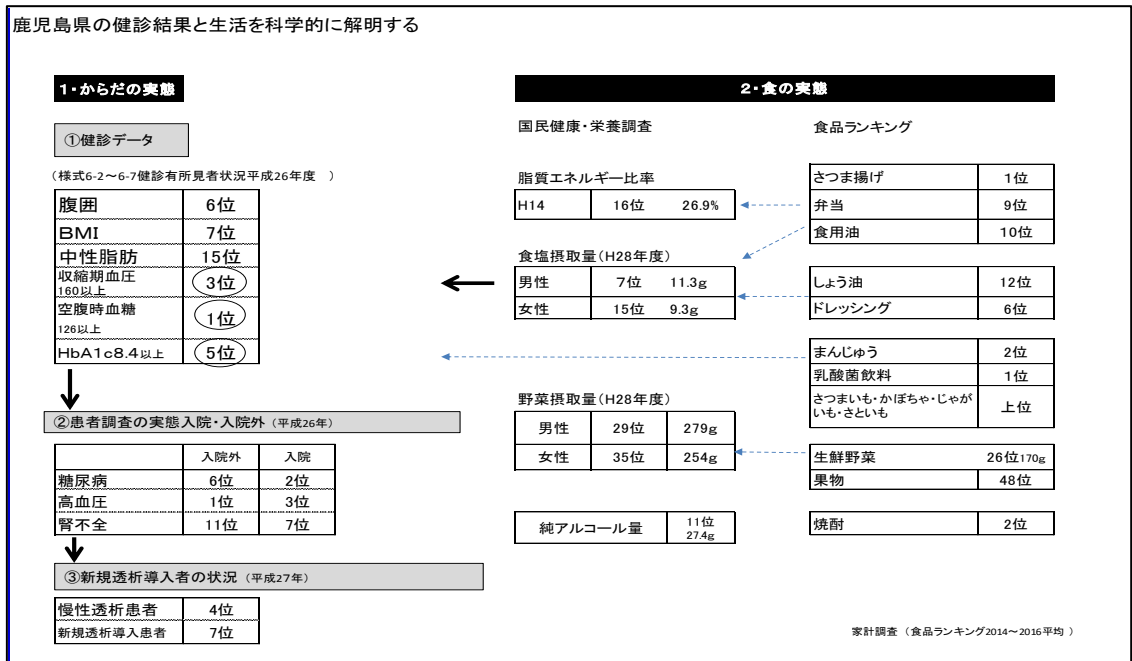 鹿児島県の健診結果と生活を科学的に解明する
1・からだの実態
①健診データ
（様式6-2～6-7健診有所見者状況平成26年度　）
腹囲 6位
BMI 7位
中性脂肪 15位
収縮期血圧
160以上 3位
空腹時血糖
126以上 1位
HbA1c8.4以上 5位
②患者調査の実態入院・入院外（平成26年）
入院外 入院
糖尿病 6位 2位
高血圧 1位 3位
腎不全 11位 7位
③新規透析導入者の状況（平成27年）
慢性透析患者 4位
新規透析導入患者 7位
2・食の実態
国民健康・栄養調査
脂質エネルギー比率
H14 16位 26.9%
食塩摂取量（H28年度）
男性 7位 11.3g
女性 15位 9.3g
野菜摂取量（H28年度）
男性 29位 279g
女性 35位 254g
純アルコール量 11位
27.4g
食品ランキング
さつま揚げ 1位
弁当 9位
食用油 10位
しょう油 12位
ドレッシング 6位
まんじゅう 2位
乳酸菌飲料 1位
さつまいも・かぼちゃ・じゃが
いも・さといも 上位
生鮮野菜 26位170g
果物 48位
焼酎 2位
家計調査（食品ランキング2014～2016平均）